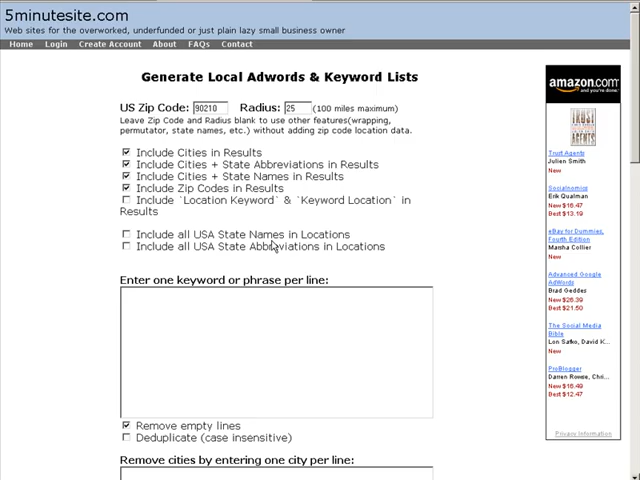 5minutesite.com
Web sites for the overworked, underfunded or just plain lazy small business owner
Home Login Create Account About FAQs Contact
Generate Local Adwords & Keyword Lists
US Zip Code: 90210 Radius: 25 (100 miles maximum)
Leave Zip Code and Radius blank to use other features(wrapping,
permutator, state names, etc.) without adding zip code location data.
Include Cities in Results
Include Cities + State Abbreviations in Results
Include Cities + State Names in Results
Include Zip Codes in Results
Include `Location Keyword` & `Keyword Location` in
Results
Include all USA State Names in Locations
Include all USA State Abbreviations in Locations
Enter one keyword or phrase per line:
Remove empty lines
Deduplicate (case insensitive)
Remove cities by entering one city per line:
amazon.com
and you're done.
TRUST
Trust Agents
Julien Smith
New
Socialnomics
Erik Qualman
New $16.47
Best $13.19
eBay for Dummies,
Fourth Edition
Marsha Collier
New
Advanced Google
AdWords
Brad Geddes
New $26.39
Best $21.50
The Social Media
Bible
Lon Safko, David K...
New
ProBlogger
Darren Rowse, Chri...
New $16.49
Best $12.47
Privacy Information